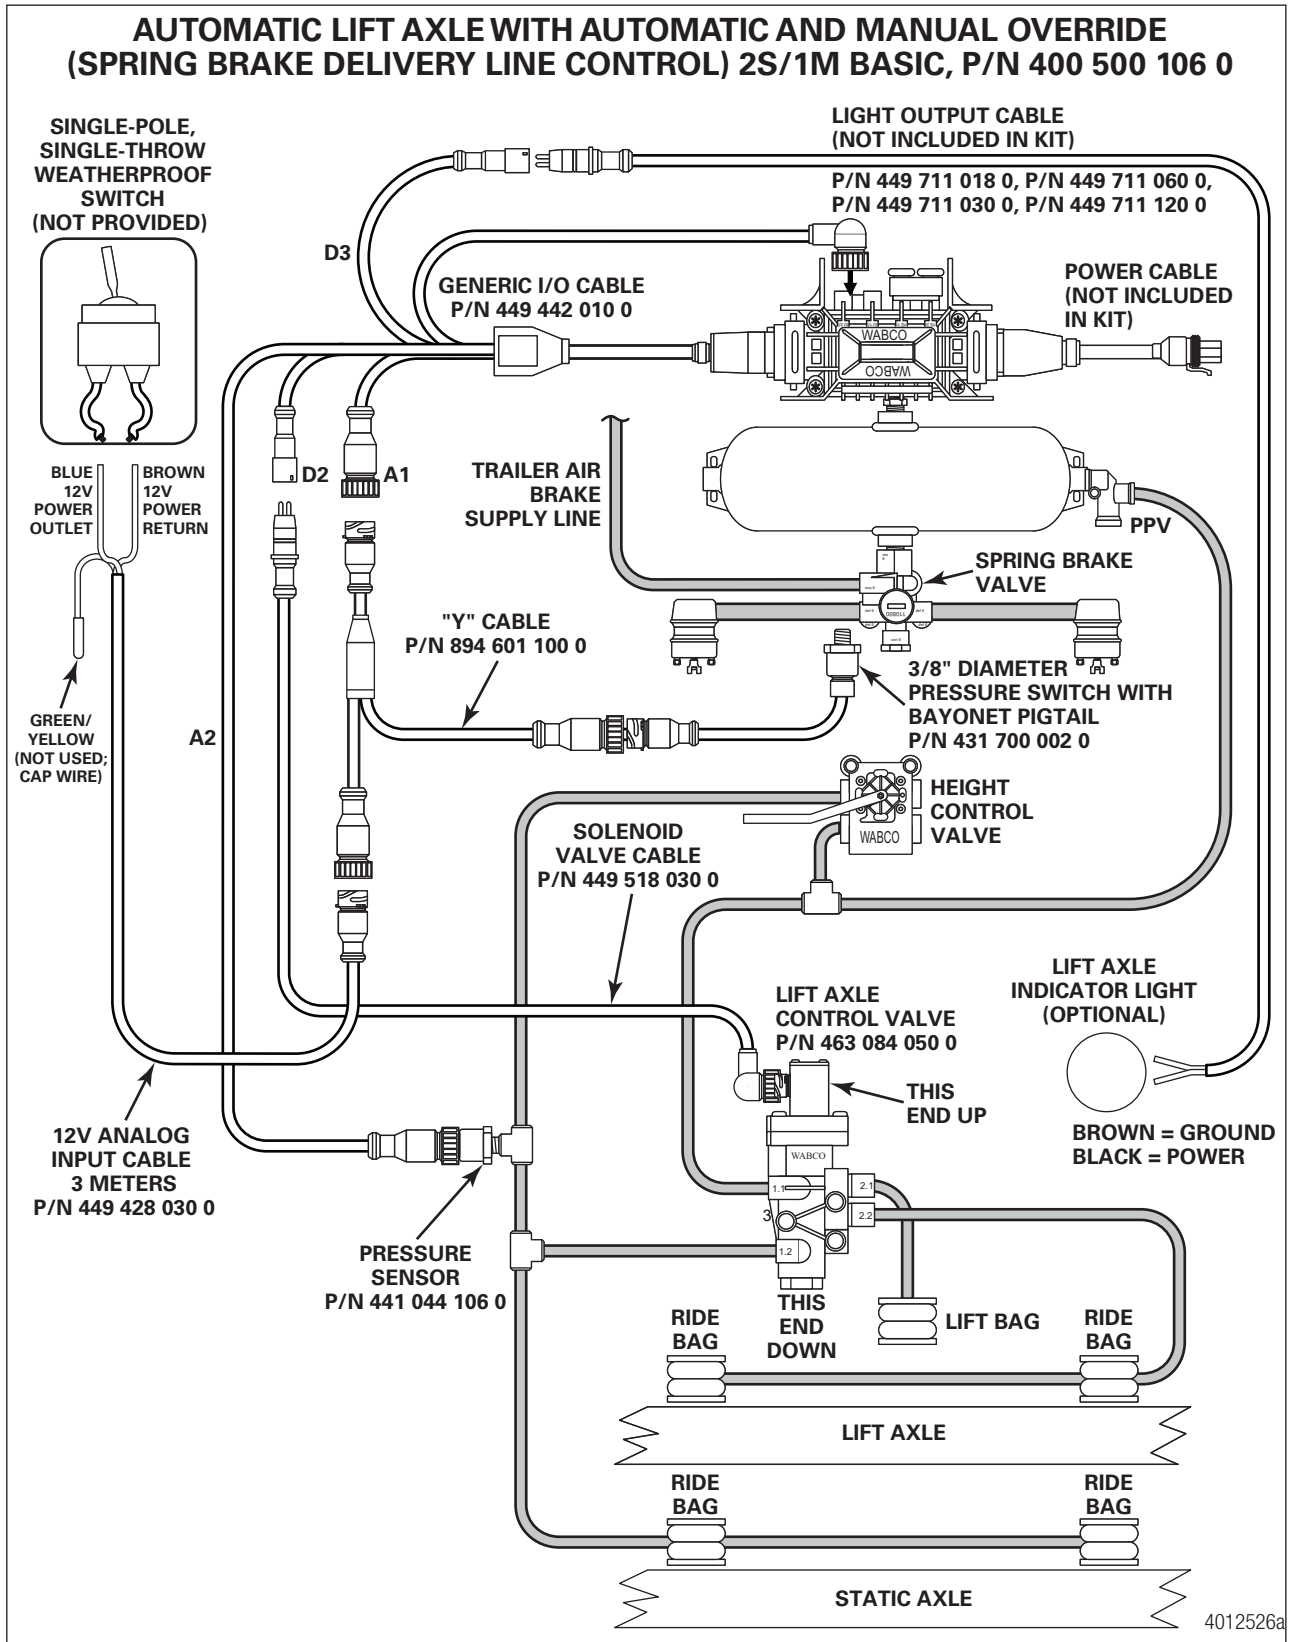 AUTOMATIC LIFT AXLE WITH AUTOMATIC AND MANUAL OVERRIDE
(SPRING BRAKE DELIVERY LINE CONTROL) 2S/1M BASIC, P/N 400 500 106 0
SINGLE-POLE,
SINGLE-THROW
WEATHERPROOF
SWITCH
(NOT PROVIDED)
LIGHT OUTPUT CABLE
(NOT INCLUDED IN KIT)
P/N 449 711 018 0, P/N 449 711 060 0,
P/N 449 711 030 0, P/N 449 711 120 0
D3
GENERIC I/O CABLE
P/N 449 442 010 0
POWER CABLE
(NOT INCLUDED
IN KIT)
WABCO
WABCO
BLUE
12V
POWER
OUTLET
BROWN
12V
POWER
RETURN
D2
A1
TRAILER AIR
BRAKE
SUPPLY LINE
PPV
SPRING BRAKE
VALVE
110800
"Y" CABLE
P/N 894 601 100 0
3/8" DIAMETER
PRESSURE SWITCH WITH
BAYONET PIGTAIL
P/N 431 700 002 0
GREEN/
YELLOW
(NOT USED;
CAP WIRE)
A2
HEIGHT
CONTROL
VALVE
WABCO
SOLENOID
VALVE CABLE
P/N 449 518 030 0
LIFT AXLE
INDICATOR LIGHT
(OPTIONAL)
LIFT AXLE
CONTROL VALVE
P/N 463 084 050 0
THIS
END UP
BROWN = GROUND
BLACK = POWER
12V ANALOG
INPUT CABLE
3 METERS
P/N 449 428 030 0
WABCO
1.1
2.1
2.2
3
1.2
PRESSURE
SENSOR
P/N 441 044 106 0
THIS
END
DOWN
LIFT BAG
RIDE
BAG
RIDE
BAG
LIFT AXLE
RIDE
BAG
RIDE
BAG
STATIC AXLE
4012526a